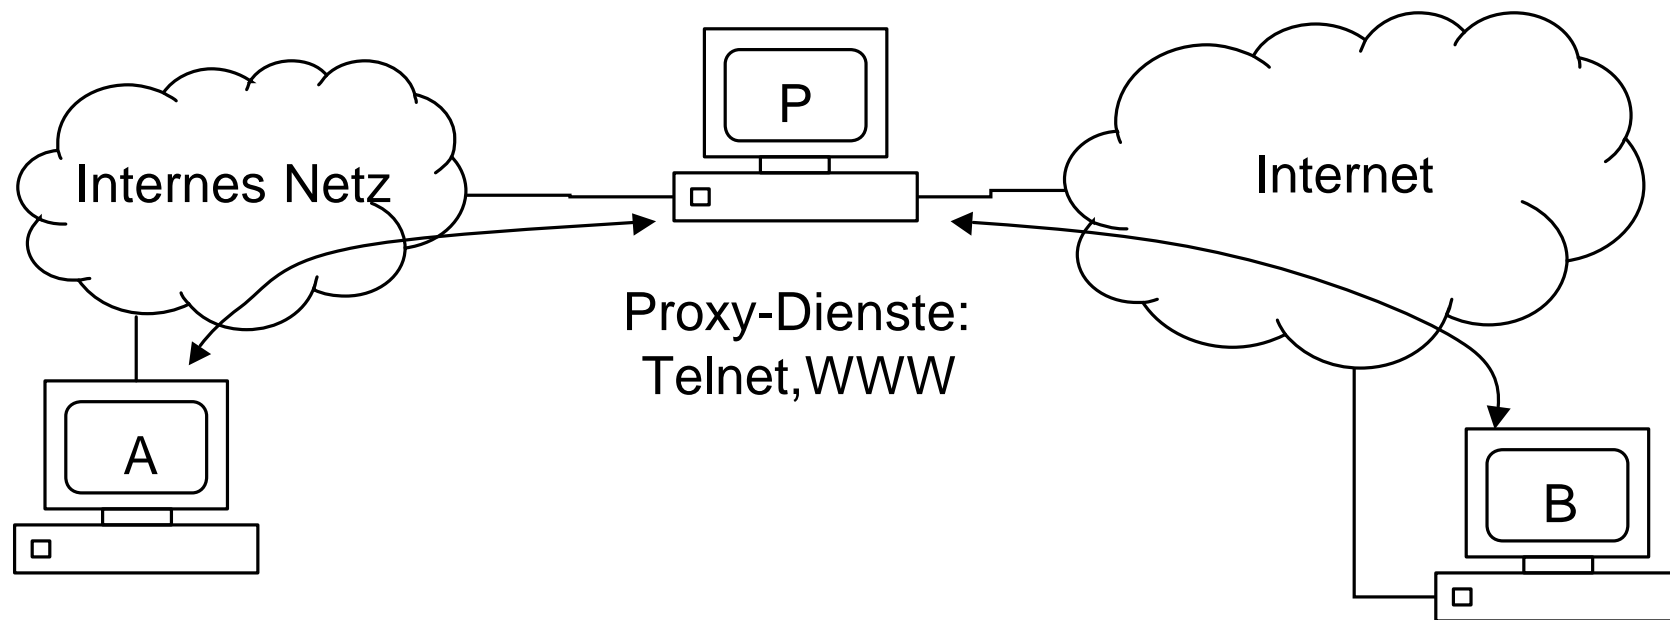 P
Internes Netz
Internet
Proxy-Dienste:
Telnet,WWW
A
B